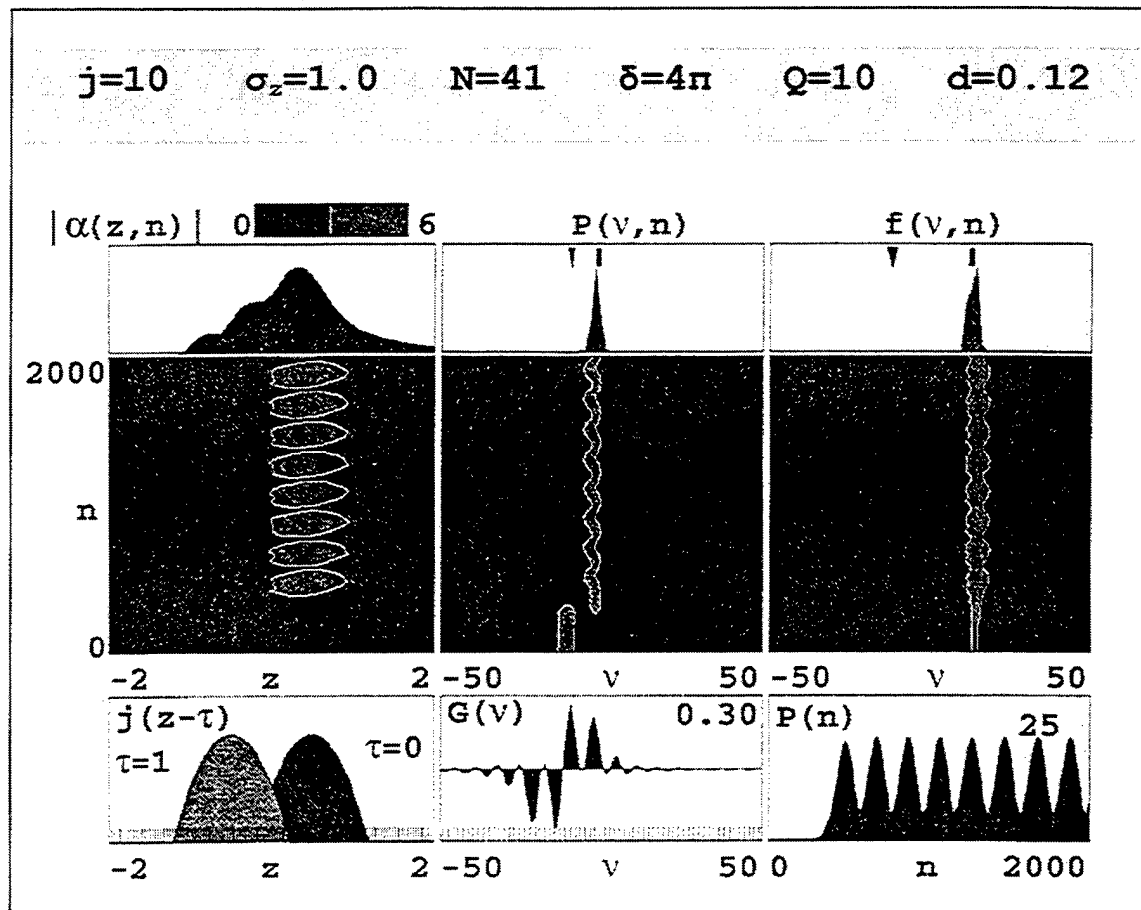 j=10 σz=1.0 N=41 δ=4π Q=10 d=0.12
|α(z,n)| 0 6 P(ν,n) f(ν,n)
2000
n
0
-2 z 2 -50 ν 50 -50 ν 50
j(z-τ) G(ν) 0.30 P(n) 25
τ=1 τ=0
-2 z 2 -50 ν 50 0 n 2000